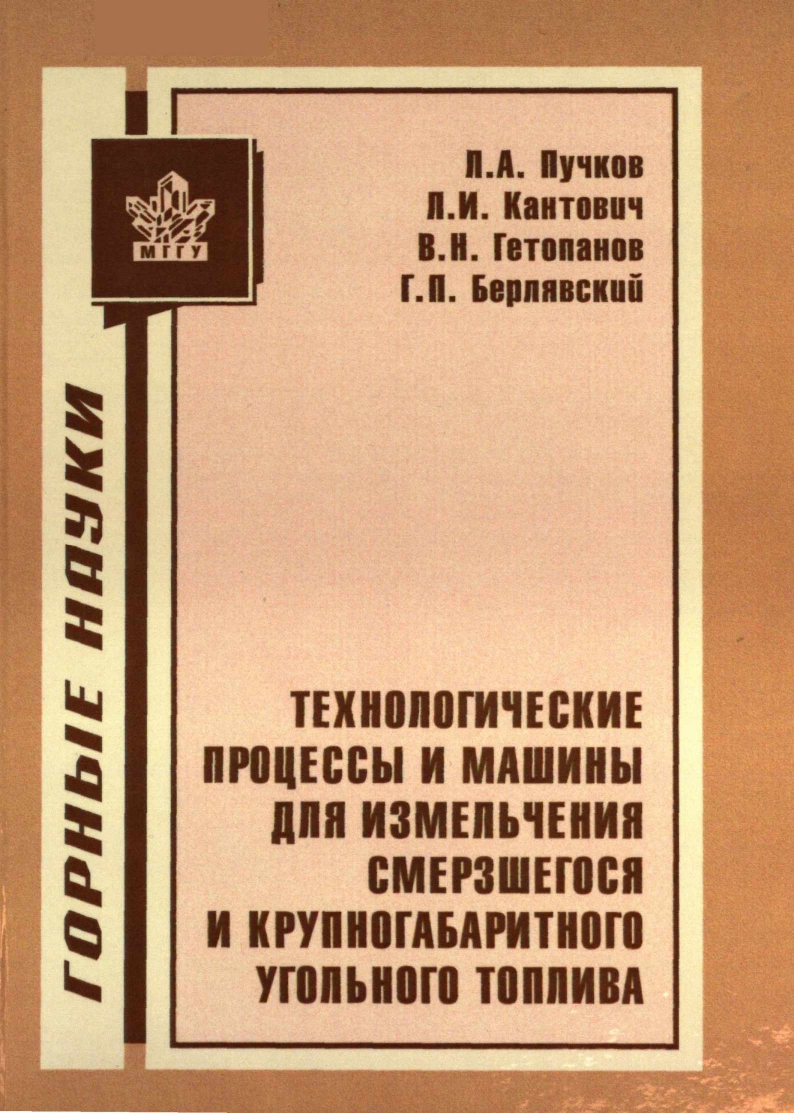 Л.А. Пучков
Л.И. Кантович
В.Н. Гетопанов
Г.П. Берлявский
МГГУ
ГОРНЫЕ НАУКИ
ТЕХНОЛОГИЧЕСКИЕ
ПРОЦЕССЫ И МАШИНЫ
ДЛЯ ИЗМЕЛЬЧЕНИЯ
СМЕРЗШЕГОСЯ
И КРУПНОГАБАРИТНОГО
УГОЛЬНОГО ТОПЛИВА